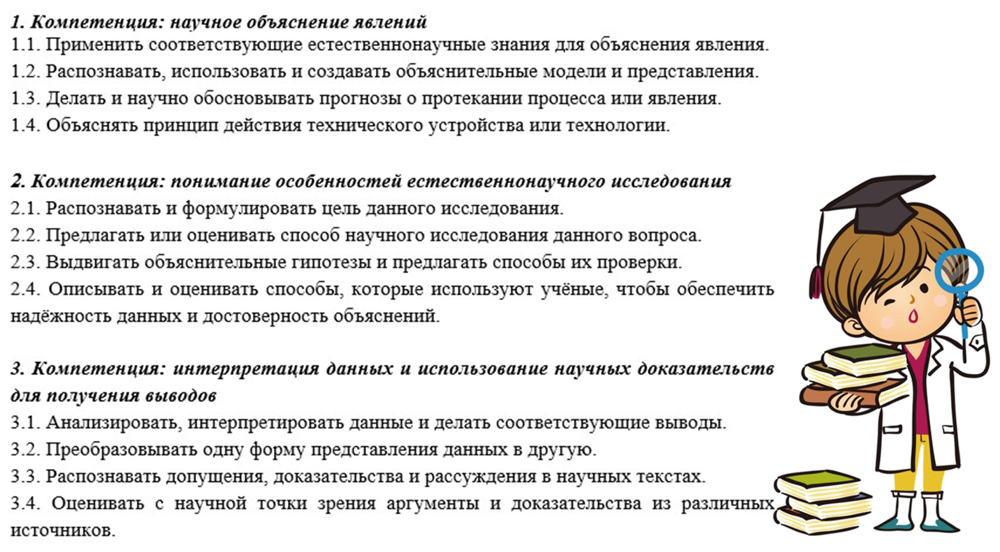 1. Компетенция: научное объяснение явлений
1.1. Применить соответствующие естественнонаучные знания для объяснения явления.
1.2. Распознавать, использовать и создавать объяснительные модели и представления.
1.3. Делать и научно обосновывать прогнозы о протекании процесса или явления.
1.4. Объяснять принцип действия технического устройства или технологии.
2. Компетенция: понимание особенностей естественнонаучного исследования
2.1. Распознавать и формулировать цель данного исследования.
2.2. Предлагать или оценивать способ научного исследования данного вопроса.
2.3. Выдвигать объяснительные гипотезы и предлагать способы их проверки.
2.4. Описывать и оценивать способы, которые используют учёные, чтобы обеспечить
надёжность данных и достоверность объяснений.
3. Компетенция: интерпретация данных и использование научных доказательств
для получения выводов
3.1. Анализировать, интерпретировать данные и делать соответствующие выводы.
3.2. Преобразовывать одну форму представления данных в другую.
3.3. Распознавать допущения, доказательства и рассуждения в научных текстах.
3.4. Оценивать с научной точки зрения аргументы и доказательства из различных
источников.